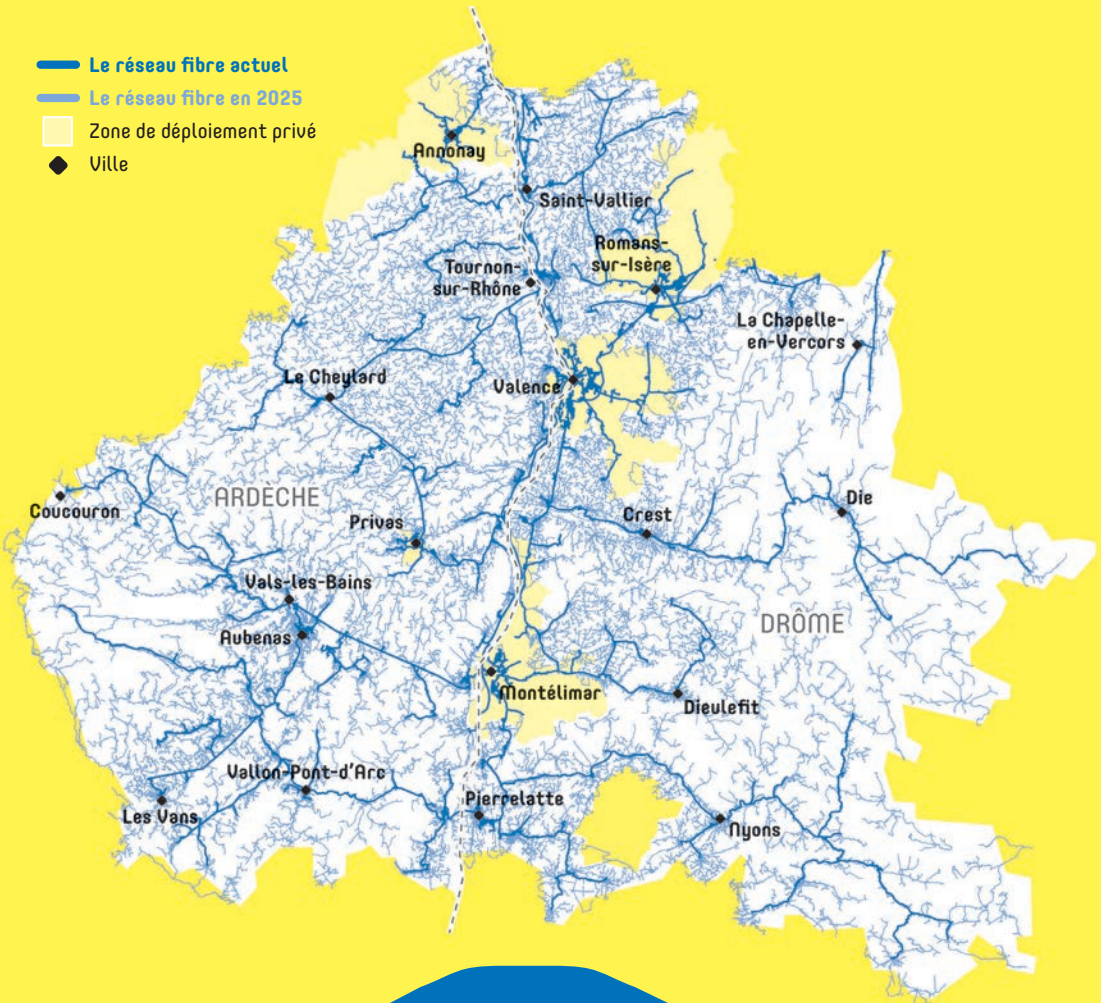 Le réseau fibre actuel
Le réseau fibre en 2025
Zone de déploiement privé
Ville
Annonay
Saint-Vallier
Romans-
sur-Isère
Tournon-
sur-Rhône
La Chapelle-
en-Vercors
Le Cheylard
Valence
ARDÈCHE
Coucouron
Die
Crest
Privas
Vals-les-Bains
DRÔME
Aubenas
Montélimar
Dieulefit
Vallon-Pont-d'Arc
Pierrelatte
Les Vans
Nyons